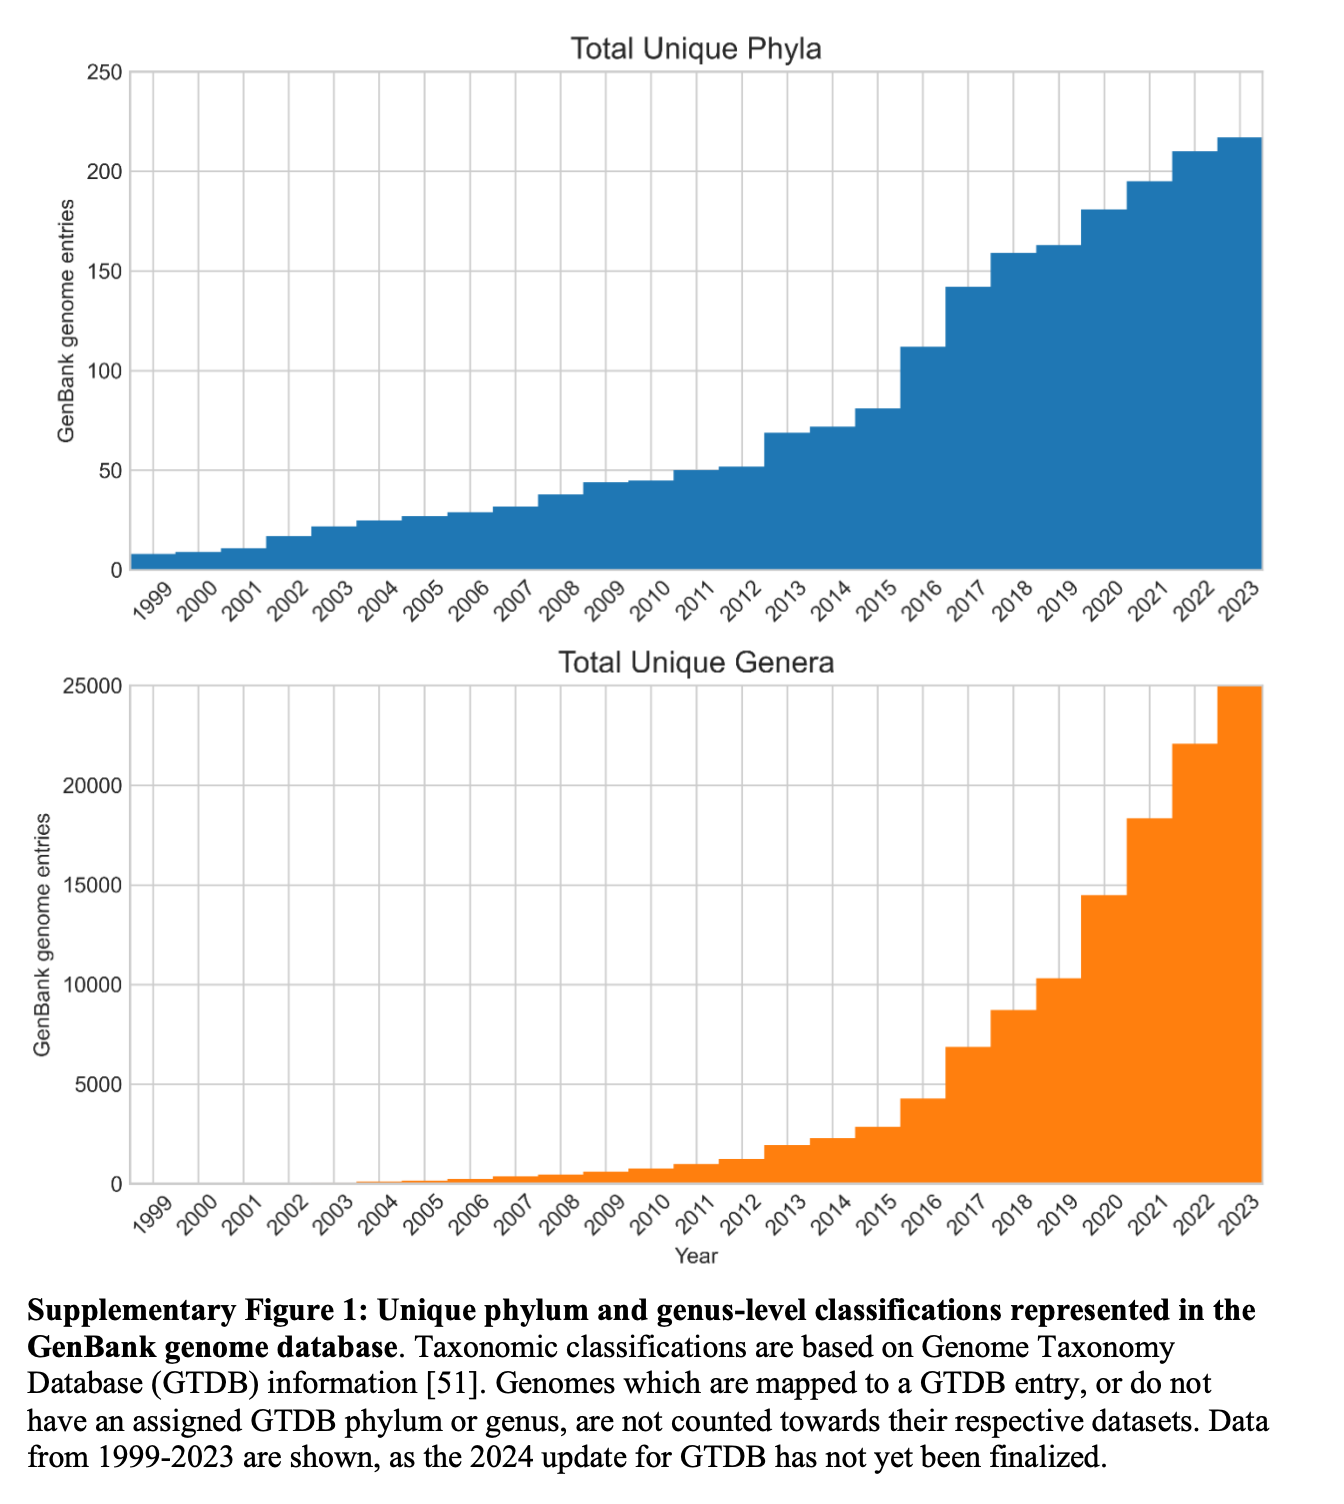 Total Unique Phyla
GenBank genome entries
250
200
150
100
50
0
1999 2000 2001 2002 2003 2004 2005 2006 2007 2008 2009 2010 2011 2012 2013 2014 2015 2016 2017 2018 2019 2020 2021 2022 2023
Total Unique Genera
GenBank genome entries
25000
20000
15000
10000
5000
0
1999 2000 2001 2002 2003 2004 2005 2006 2007 2008 2009 2010 2011 2012 2013 2014 2015 2016 2017 2018 2019 2020 2021 2022 2023
Year
Supplementary Figure 1: Unique phylum and genus-level classifications represented in the
GenBank genome database. Taxonomic classifications are based on Genome Taxonomy
Database (GTDB) information [51]. Genomes which are mapped to a GTDB entry, or do not
have an assigned GTDB phylum or genus, are not counted towards their respective datasets. Data
from 1999-2023 are shown, as the 2024 update for GTDB has not yet been finalized.